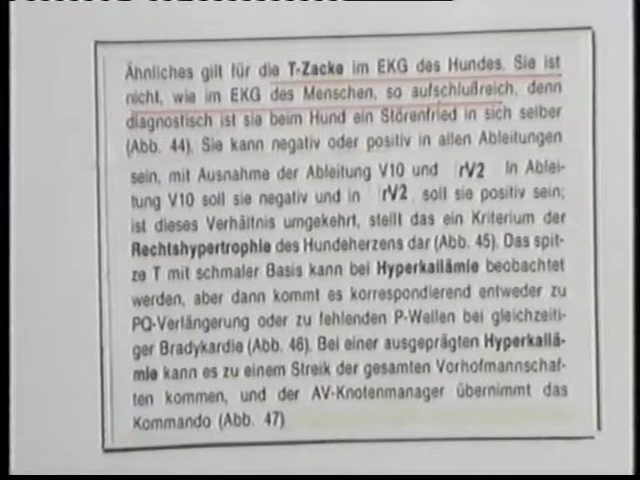 Ähnliches gilt für die T-Zacke im EKG des Hundes. Sie ist
nicht, wie im EKG des Menschen, so aufschlußreich, denn
diagnostisch ist sie beim Hund ein Störenfried in sich selber
(Abb. 44). Sie kann negativ oder positiv in allen Ableitungen
sein, mit Ausnahme der Ableitung V10 und rV2 In Ablei-
tung V10 soll sie negativ und in rV2 soll sie positiv sein;
ist dieses Verhältnis umgekehrt, stellt das ein Kriterium der
Rechtshypertrophie des Hundeherzens dar (Abb. 45). Das spit-
ze T mit schmaler Basis kann bei Hyperkallämie beobachtet
werden, aber dann kommt es korrespondierend entweder zu
PQ-Verlängerung oder zu fehlenden P-Wellen bei gleichzeiti-
ger Bradykardie (Abb. 46). Bei einer ausgeprägten Hyperkallä-
mie kann es zu einem Streik der gesamten Vorhofmannschaf-
ten kommen, und der AV-Knotenmanager übernimmt das
Kommando (Abb. 47)